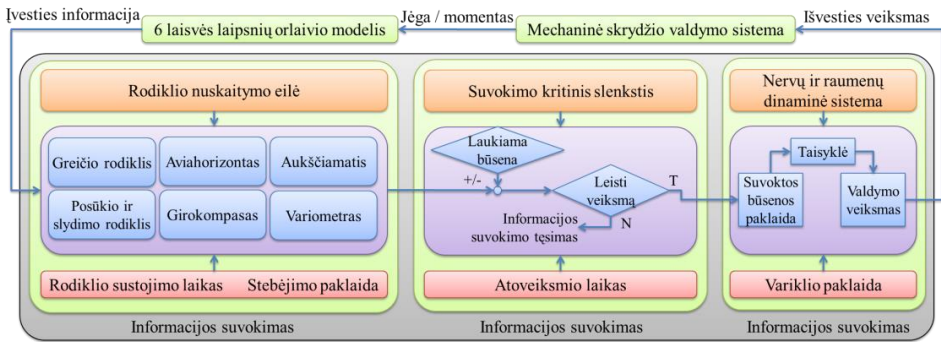 Įvesties informacija
6 laisvės laipsnių orlaivio modelis
Jėga / momentas
Mechaninė skrydžio valdymo sistema
Išvesties veiksmas
Rodiklio nuskaitymo eilė
Greičio rodiklis
Aviahorizontas
Aukščiamatis
Posūkio ir
slydimo rodiklis
Girokompasas
Variometras
Rodiklio sustojimo laikas
Stebėjimo paklaida
Informacijos suvokimas
Suvokimo kritinis slenkstis
Laukiama
būsena
+/-
Leisti
veiksmą
T
N
Informacijos
suvokimo tęsimas
Atoveiksmio laikas
Informacijos suvokimas
Nervų ir raumenų
dinaminė sistema
Taisyklė
Suvoktos
būsenos
paklaida
Valdymo
veiksmas
Variklio paklaida
Informacijos suvokimas